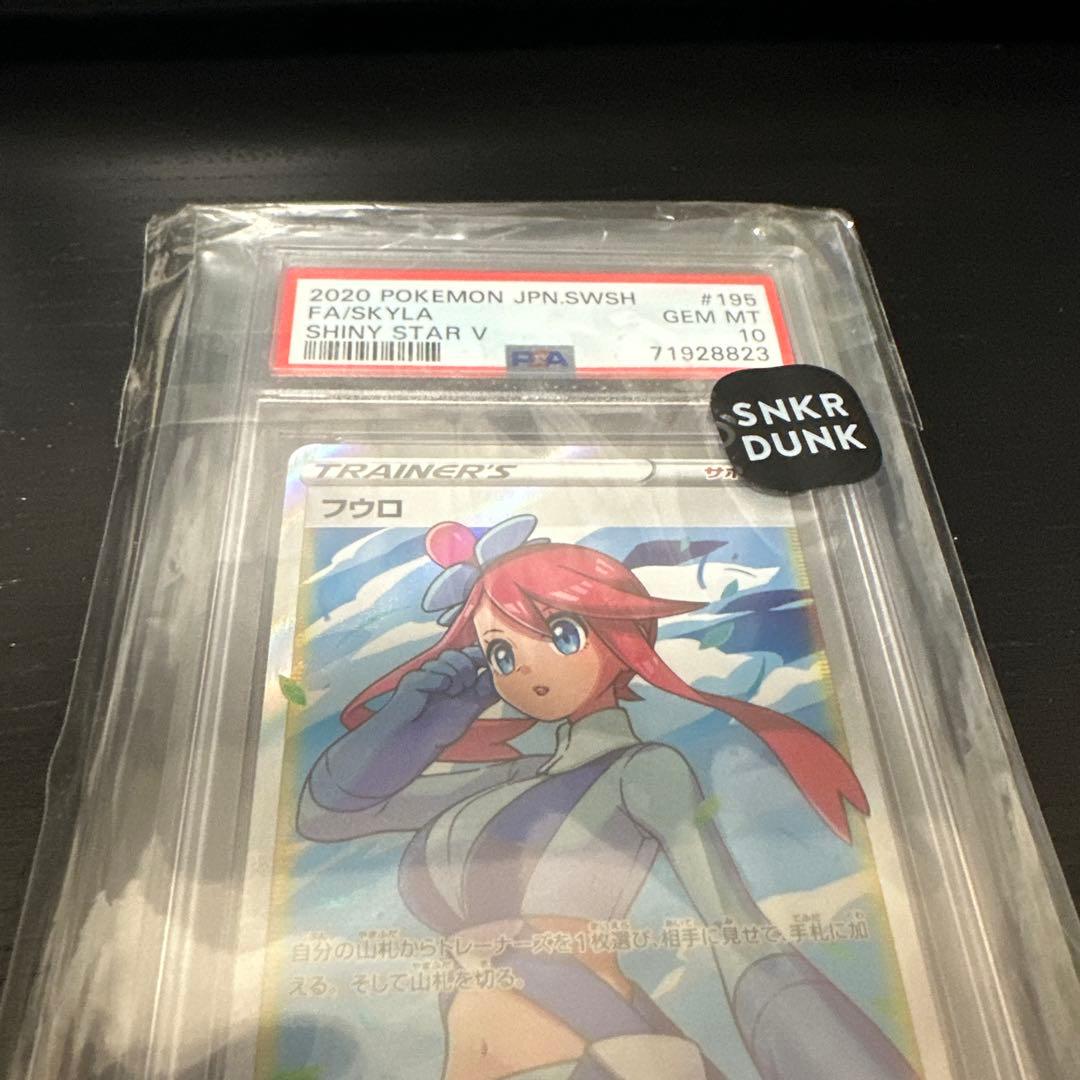 2020 POKEMON JPN.SWSH #195
FA/SKYLA GEM MT
SHINY STAR V 10
PSA 71928823
SNKR
DUNK
TRAINER'S サポ
フウロ
自分の山札からトレーナーズを1枚選び、相手に見せて、手札に加
える。そして山札を切る。